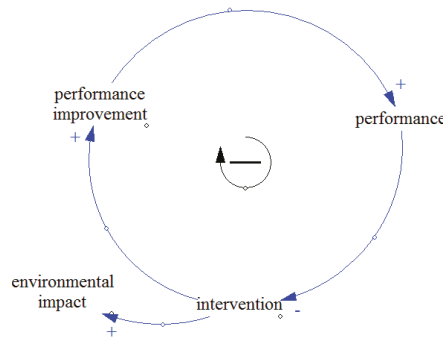 performance
improvement
+
+
performance
environmental
impact
+
intervention
-